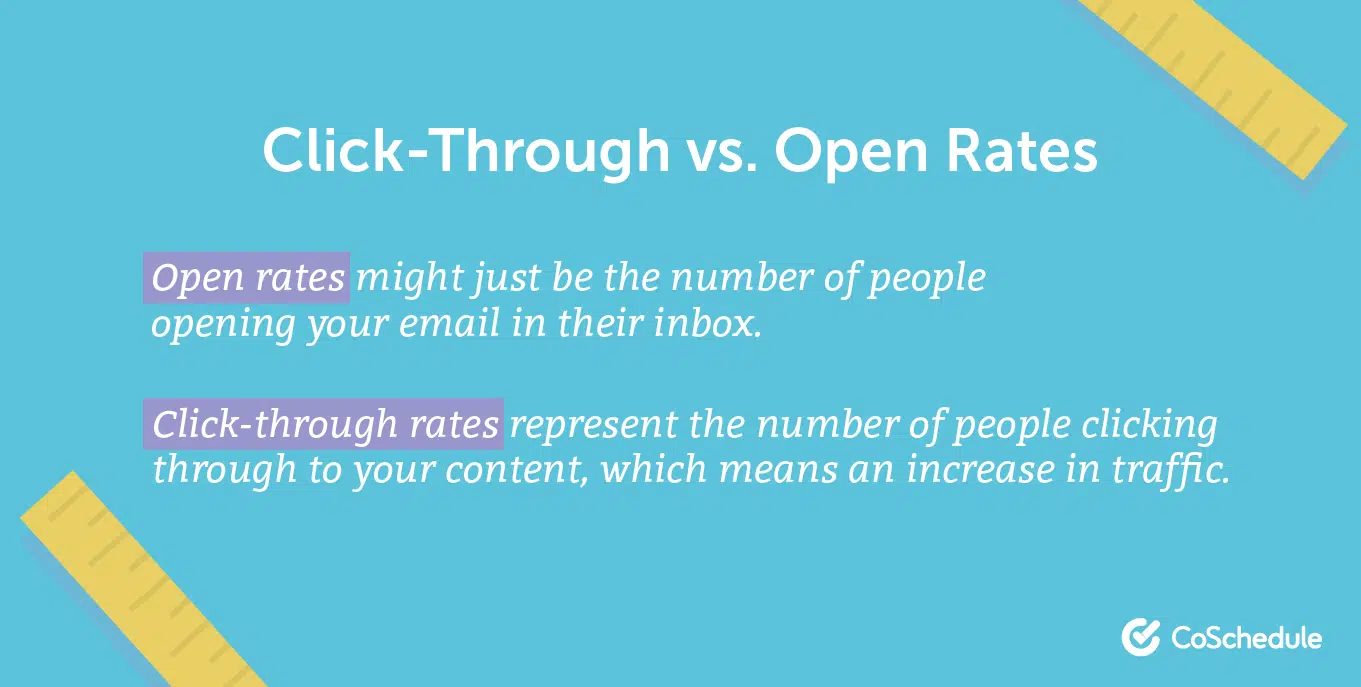 Click-Through vs. Open Rates
Open rates might just be the number of people
opening your email in their inbox.
Click-through rates represent the number of people clicking
through to your content, which means an increase in traffic.
CoSchedule